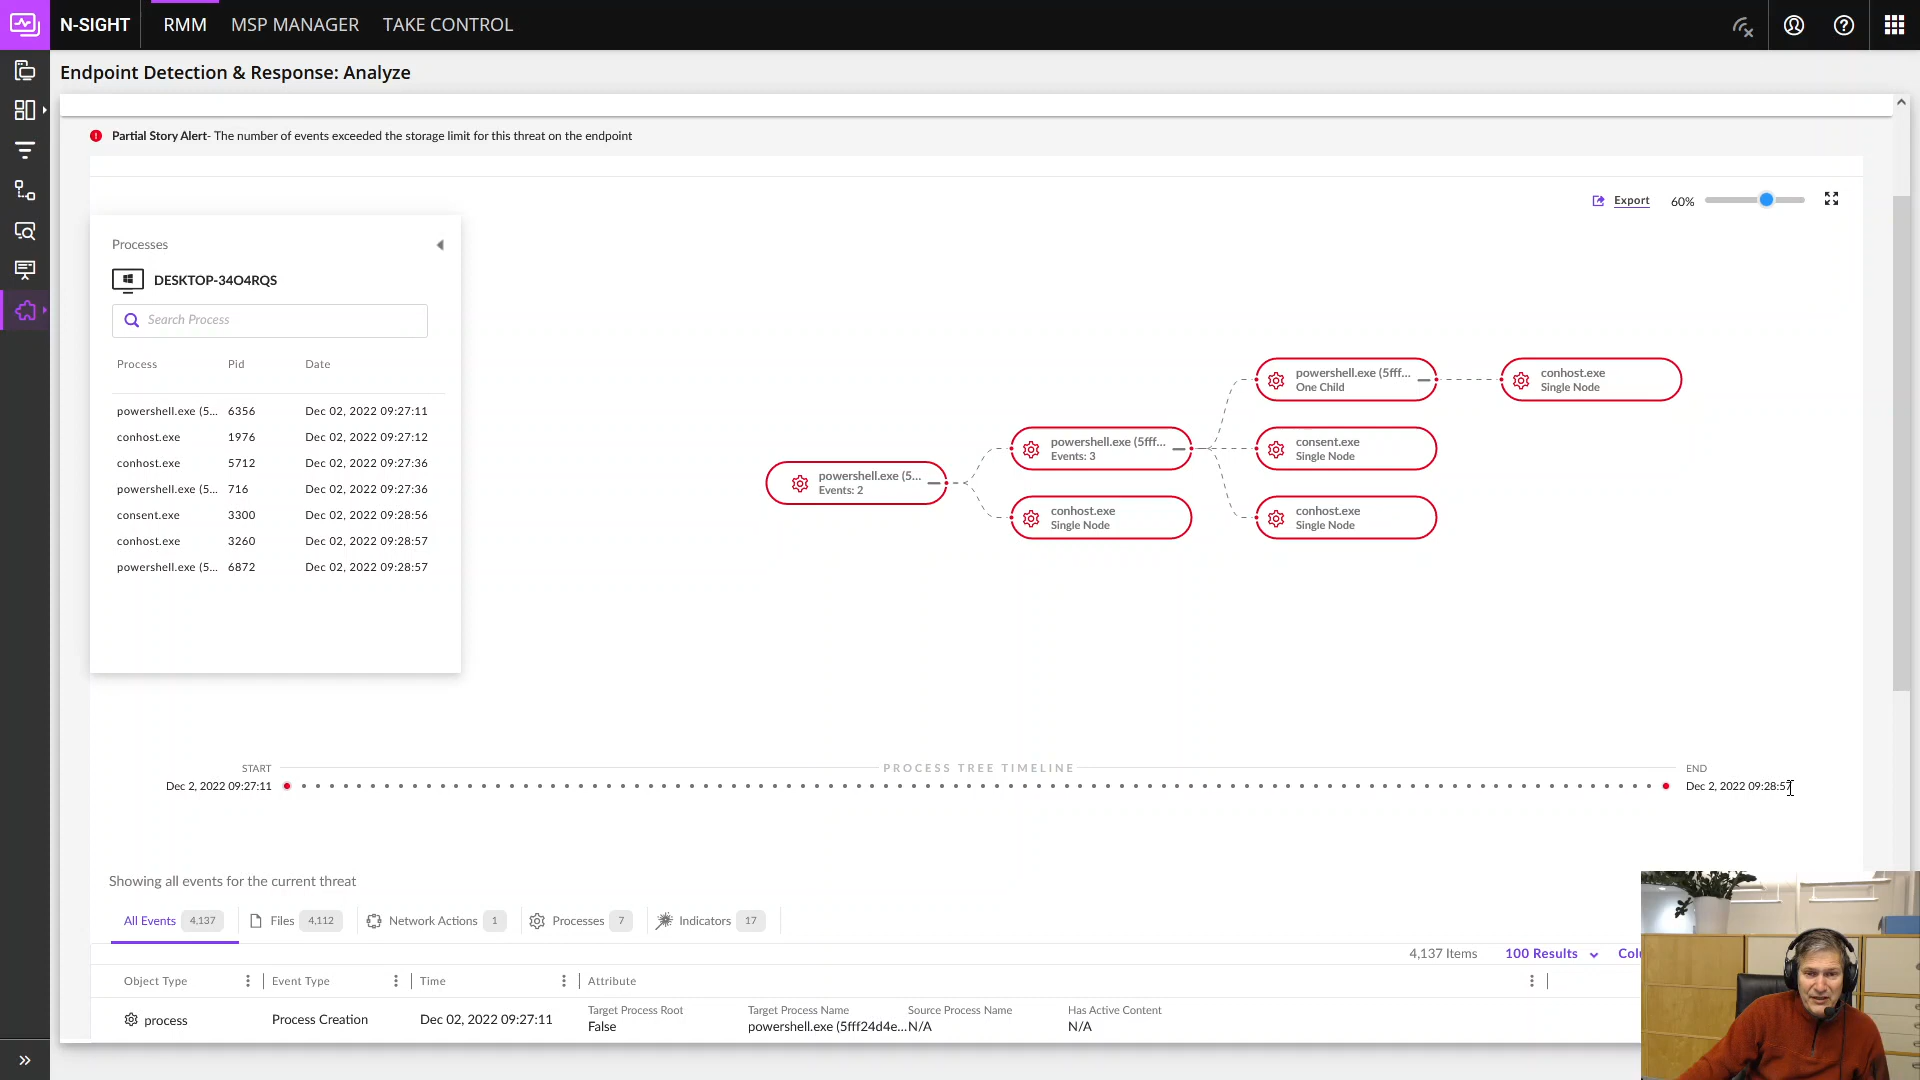 N-SIGHT
RMM
MSP MANAGER
TAKE CONTROL
Endpoint Detection & Response: Analyze
Partial Story Alert- The number of events exceeded the storage limit for this threat on the endpoint
Export
60%
Processes
DESKTOP-34O4RQS
Search Process
Process Pid Date
powershell.exe (5... 6356 Dec 02, 2022 09:27:11
conhost.exe 1976 Dec 02, 2022 09:27:12
conhost.exe 5712 Dec 02, 2022 09:27:36
powershell.exe (5... 716 Dec 02, 2022 09:27:36
consent.exe 3300 Dec 02, 2022 09:28:56
conhost.exe 3260 Dec 02, 2022 09:28:57
powershell.exe (5... 6872 Dec 02, 2022 09:28:57
powershell.exe (5...
Events: 2
powershell.exe (5fff...
Events: 3
conhost.exe
Single Node
powershell.exe (5fff...
One Child
consent.exe
Single Node
conhost.exe
Single Node
conhost.exe
Single Node
START
PROCESS TREE TIMELINE
END
Dec 2, 2022 09:27:11
Dec 2, 2022 09:28:57
Showing all events for the current threat
All Events 4,137 Files 4,112 Network Actions 1 Processes 7 Indicators 17
4,137 Items 100 Results Colu
Object Type Event Type Time Attribute
process Process Creation Dec 02, 2022 09:27:11
Target Process Root Target Process Name Source Process Name Has Active Content
False powershell.exe (5fff24d4e... N/A N/A